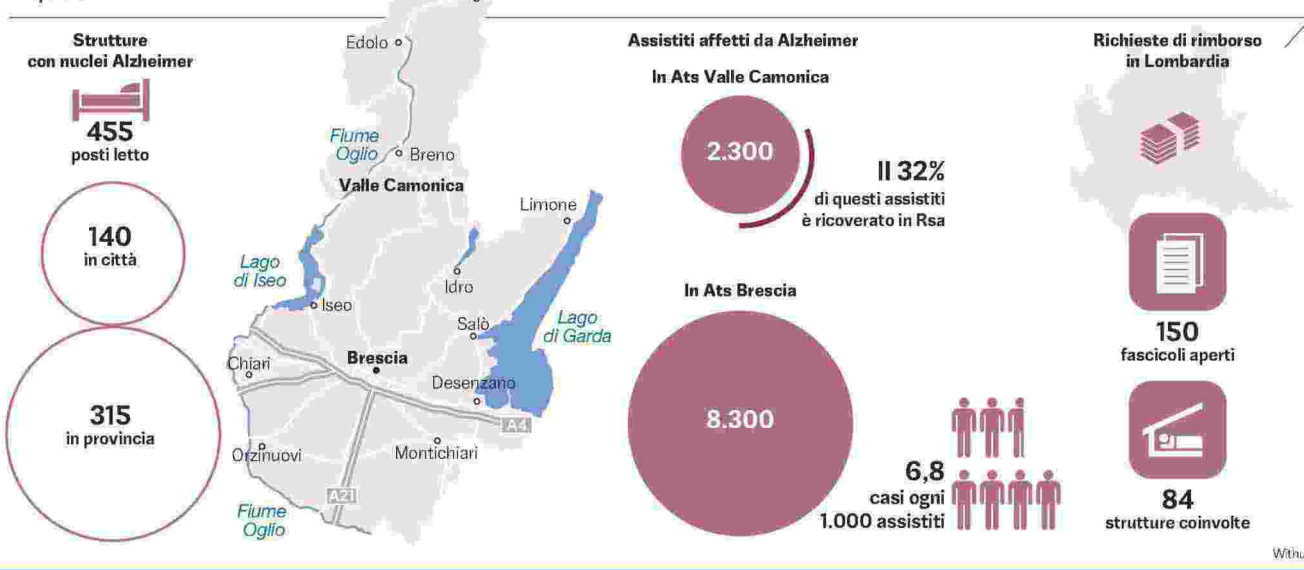 Strutture
con nuclei Alzheimer
455
posti letto
140
in città
315
in provincia
Edolo
Fiume
Oglio
Breno
Valle Camonica
Limone
Lago
di Iseo
Idro
Iseo
Salò
Lago
di Garda
Chiari
Brescia
Desenzano
A4
Orzinuovi
Montichiari
A21
Fiume
Oglio
Assistiti affetti da Alzheimer
In Ats Valle Camonica
2.300
Il 32%
di questi assistiti
è ricoverato in Rsa
In Ats Brescia
8.300
6,8
casi ogni
1.000 assistiti
Richieste di rimborso
in Lombardia
150
fascicoli aperti
84
strutture coinvolte